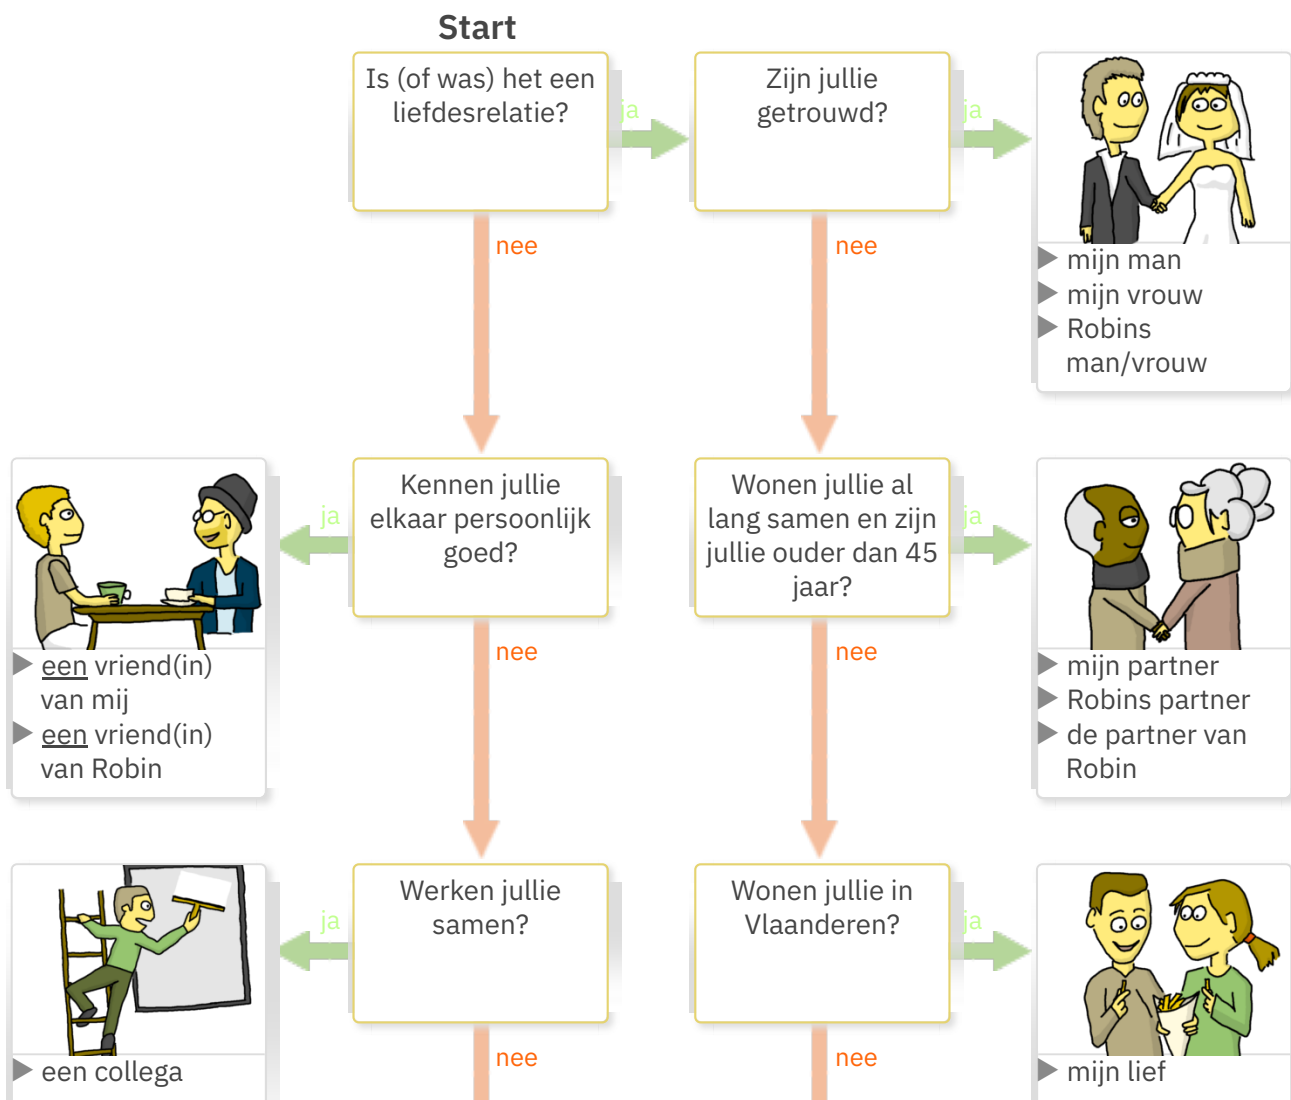 Start
Is (of was) het een
liefdesrelatie?
ja
Zijn jullie
getrouwd?
ja
nee
nee
mijn man
mijn vrouw
Robins
man/vrouw
Kennen jullie
elkaar persoonlijk
goed?
ja
Wonen jullie al
lang samen en zijn
jullie ouder dan 45
jaar?
ja
nee
nee
een vriend(in)
van mij
een vriend(in)
van Robin
mijn partner
Robins partner
de partner van
Robin
Werken jullie
samen?
ja
Wonen jullie in
Vlaanderen?
ja
nee
nee
een collega
mijn lief